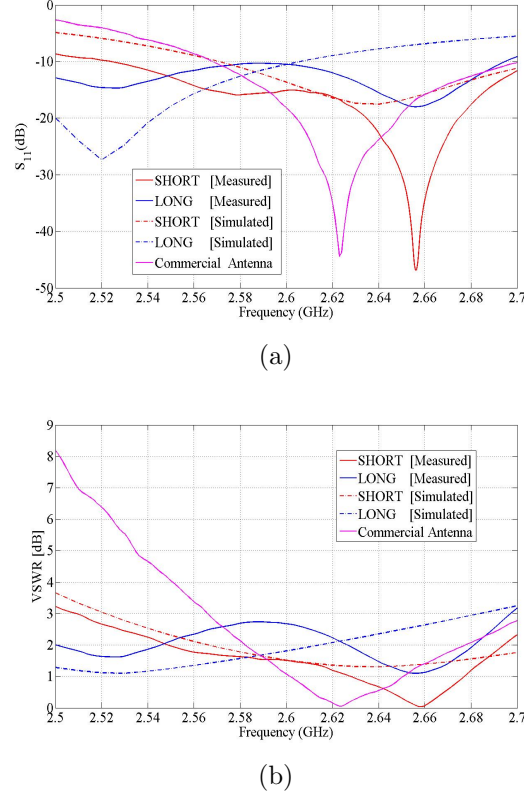 0
-10
-20
-30
-40
-50
S11(dB)
SHORT [Measured]
LONG [Measured]
SHORT [Simulated]
LONG [Simulated]
Commercial Antenna
2.5 2.52 2.54 2.56 2.58 2.6 2.62 2.64 2.66 2.68 2.7
Frequency (GHz)
(a)
9
8
7
6
5
4
3
2
1
0
VSWR [dB]
SHORT [Measured]
LONG [Measured]
SHORT [Simulated]
LONG [Simulated]
Commercial Antenna
2.5 2.52 2.54 2.56 2.58 2.6 2.62 2.64 2.66 2.68 2.7
Frequency (GHz)
(b)